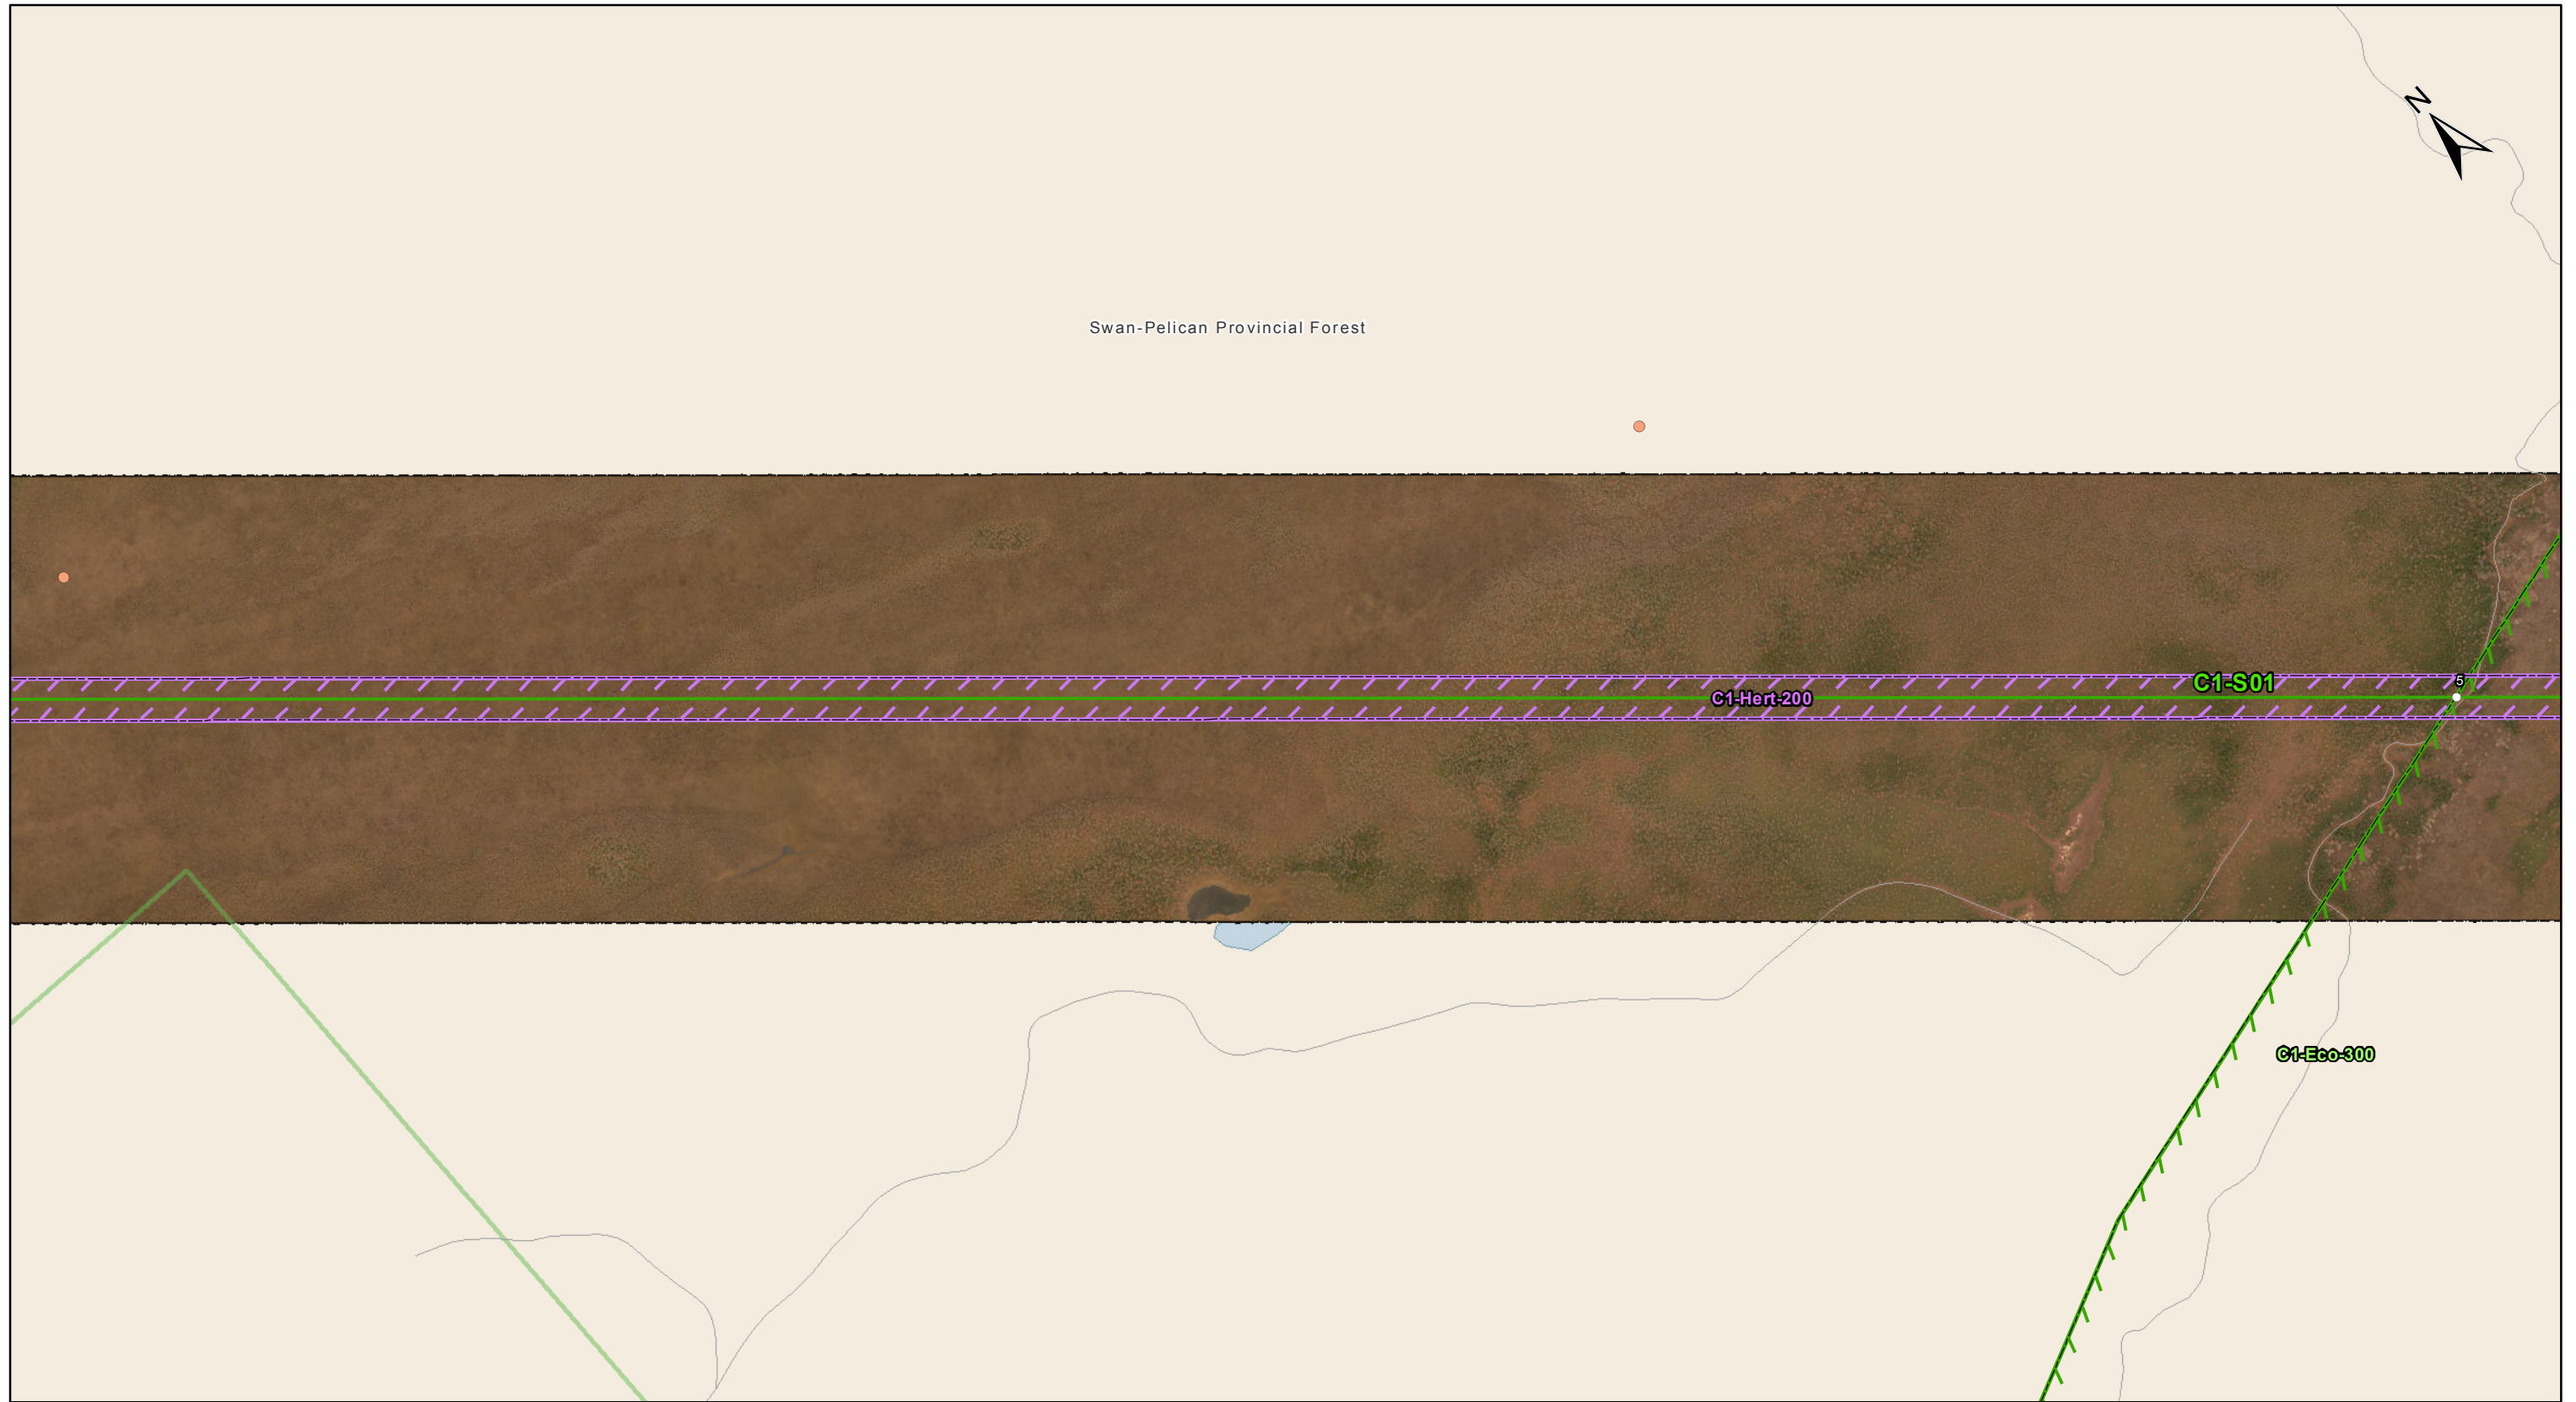 N
Swan-Pelican Provincial Forest
C1-S01
5
C1-Hert-200
C1-Eco-300